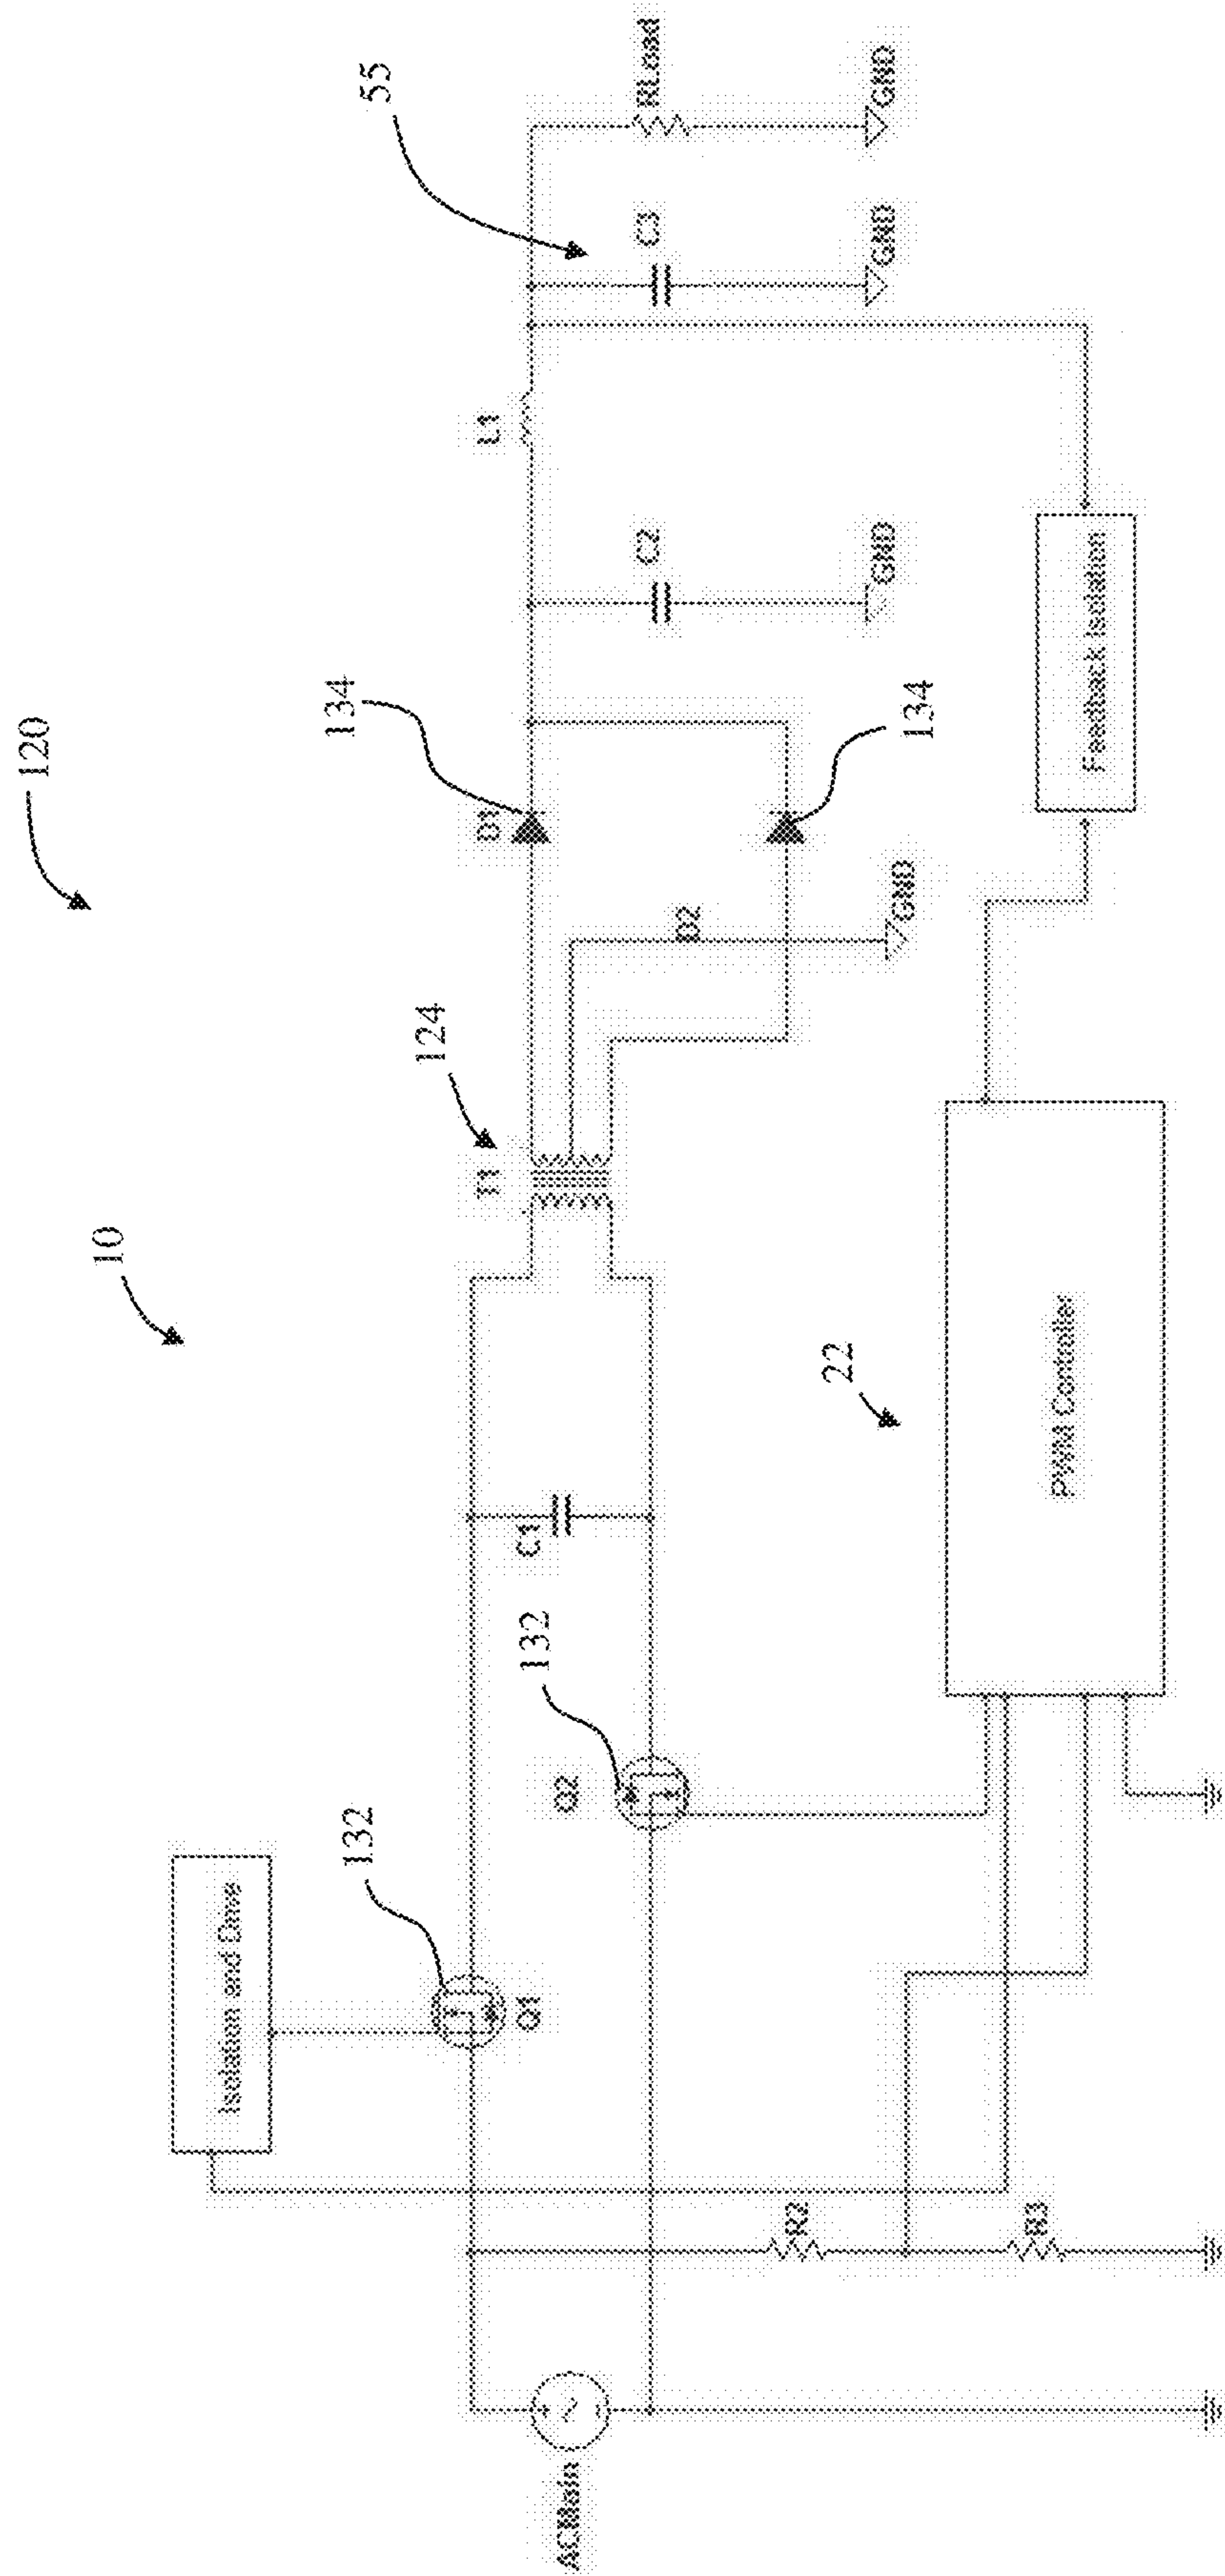 120
10
55
Isolation and Drive
132
Q1
132
Q2
C1
124
T1
134
D1
D2
134
C2
L1
C3
RLoad
GND
GND
GND
GND
ACMain
R2
R3
22
PWM Controller
Feedback Isolation